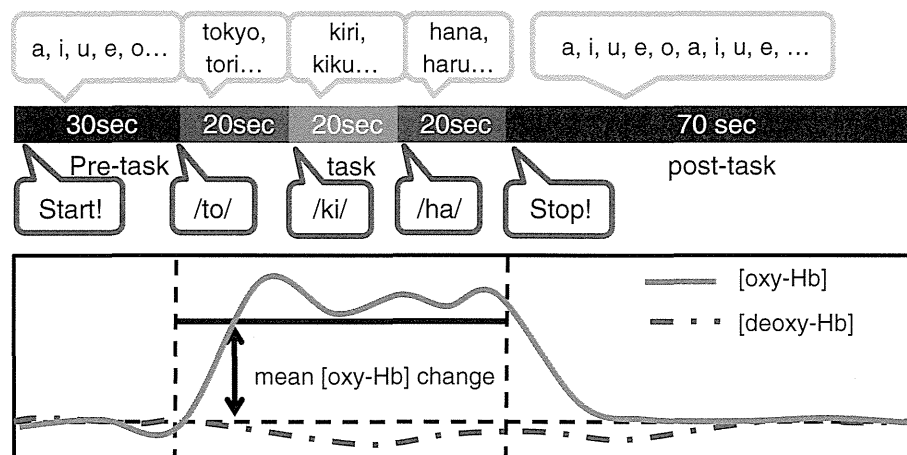 a, i, u, e, o…
tokyo,
tori…
kiri,
kiku…
hana,
haru…
a, i, u, e, o, a, i, u, e, …
30sec
20sec
20sec
20sec
70 sec
Pre-task
task
post-task
Start!
/to/
/ki/
/ha/
Stop!
[oxy-Hb]
[deoxy-Hb]
mean [oxy-Hb] change